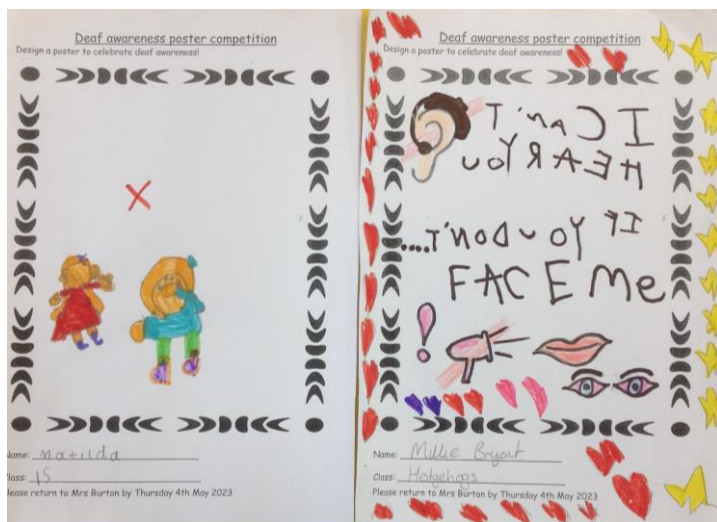 Deaf awareness poster competition
Design a poster to celebrate deaf awareness!
Name: Matilda
Class: 1S
Please return to Mrs Burton by Thursday 4th May 2023
Deaf awareness poster competition
Design a poster to celebrate deaf awareness!
I Can'T
HEAR You
IF You don'T....
FACE Me
!
Name: Millie Bryant
Class: Hedgehogs
Please return to Mrs Burton by Thursday 4th May 2023